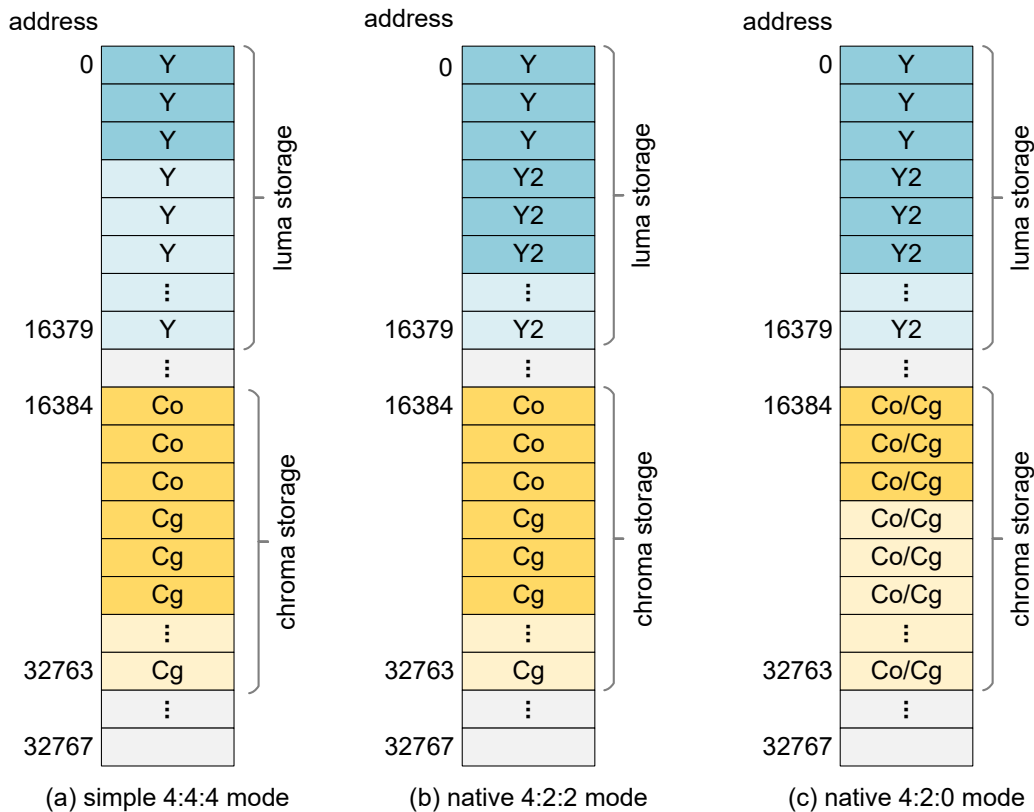 address
0
Y
Y
Y
Y
Y
Y
⋮
16379
Y
⋮
16384
Co
Co
Co
Cg
Cg
Cg
⋮
32763
Cg
⋮
32767
luma storage
chroma storage
(a) simple 4:4:4 mode
address
0
Y
Y
Y
Y2
Y2
Y2
⋮
16379
Y2
⋮
16384
Co
Co
Co
Cg
Cg
Cg
⋮
32763
Cg
⋮
32767
luma storage
chroma storage
(b) native 4:2:2 mode
address
0
Y
Y
Y
Y2
Y2
Y2
⋮
16379
Y2
⋮
16384
Co/Cg
Co/Cg
Co/Cg
Co/Cg
Co/Cg
Co/Cg
⋮
32763
Co/Cg
⋮
32767
luma storage
chroma storage
(c) native 4:2:0 mode